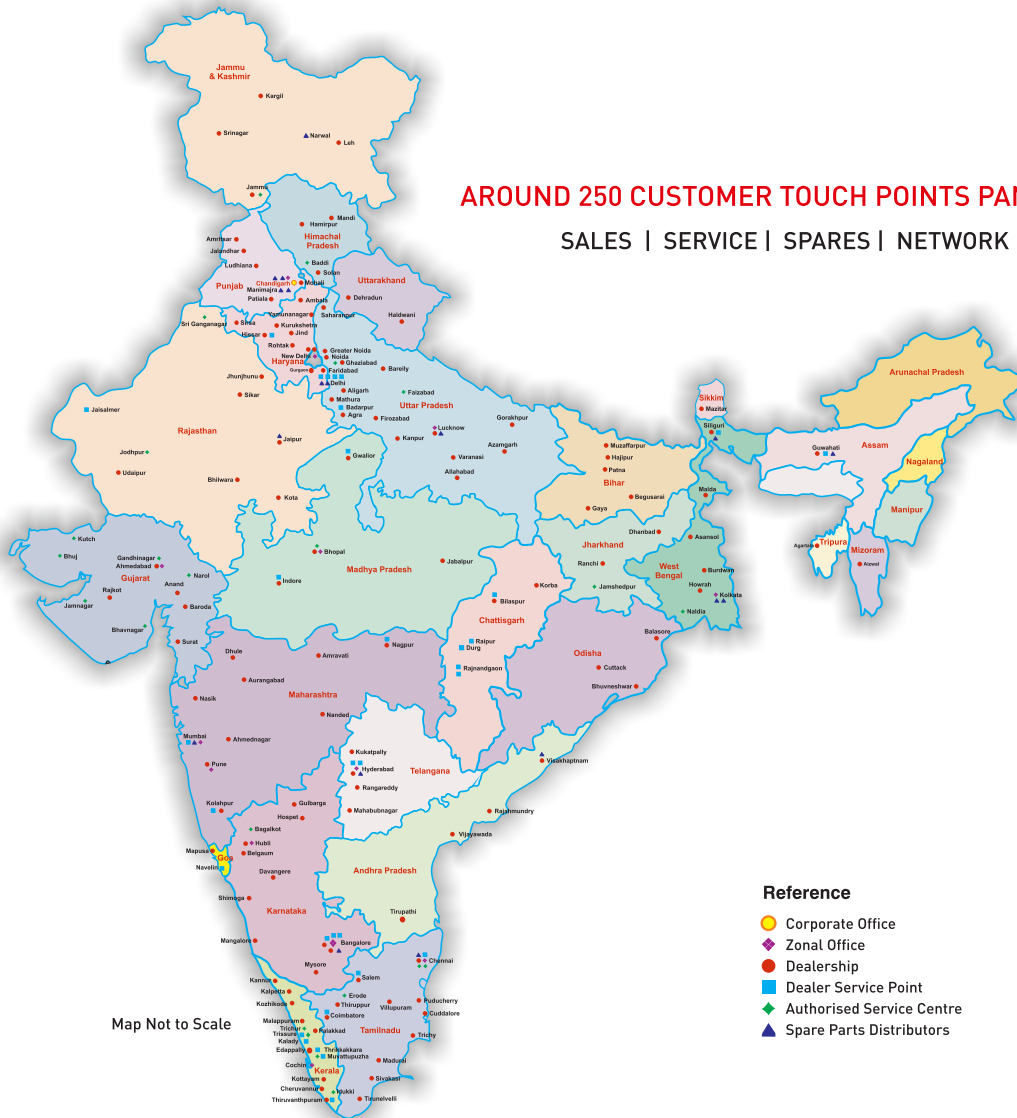 Jammu
& Kashmir
Kargil
Srinagar
Narwal
Leh
Jammu
AROUND 250 CUSTOMER TOUCH POINTS PAN
SALES | SERVICE | SPARES | NETWORK
Mandi
Hamirpur
Himachal
Pradesh
Amritsar
Jalandhar
Baddi
Ludhiana
Solan
Uttarakhand
Chandigarh
Mohali
Punjab
Manimajra
Patiala
Ambala
Dehradun
Yamunanagar
Saharanpur
Haldwani
Sri Ganganagar
Sirsa
Kurukshetra
Hissar
Jind
Rohtak
Greater Noida
New Delhi
Noida
Haryana
Ghaziabad
Gurgaon
Faridabad
Bareily
Jhunjhunu
Delhi
Sikar
Aligarh
Faizabad
Mathura
Jaisalmer
Badarpur
Uttar Pradesh
Agra
Firozabad
Gorakhpur
Rajasthan
Lucknow
Jaipur
Kanpur
Azamgarh
Jodhpur
Gwalior
Varanasi
Udaipur
Bhilwara
Allahabad
Kota
Arunachal Pradesh
Sikkim
Mazitar
Siliguri
Assam
Guwahati
Nagaland
Manipur
Tripura
Agartala
Mizoram
Aizwal
Muzaffarpur
Hajipur
Patna
Bihar
Begusarai
Gaya
Malda
Dhanbad
Asansol
Jharkhand
Ranchi
West
Bengal
Burdwan
Jamshedpur
Howrah
Kolkata
Naldia
Kutch
Bhuj
Gandhinagar
Ahmedabad
Gujarat
Narol
Anand
Rajkot
Jamnagar
Baroda
Bhavnagar
Surat
Bhopal
Madhya Pradesh
Jabalpur
Indore
Korba
Bilaspur
Chattisgarh
Raipur
Durg
Rajnandgaon
Balasore
Odisha
Cuttack
Bhuvneshwar
Nagpur
Dhule
Amravati
Aurangabad
Maharashtra
Nasik
Nanded
Mumbai
Ahmednagar
Pune
Kolahpur
Kukatpally
Hyderabad
Telangana
Rangareddy
Mahabubnagar
Visakhaptnam
Rajahmundry
Vijayawada
Andhra Pradesh
Tirupathi
Gulbarga
Hospet
Bagalkot
Hubli
Belgaum
Mapusa
Goa
Navelin
Davangere
Shimoga
Karnataka
Mangalore
Bangalore
Mysore
Chennai
Salem
Kannur
Kalpetta
Kozhikode
Erode
Thiruppur
Villupuram
Puducherry
Coimbatore
Cuddalore
Malappuram
Trichur
Palakkad
Tamilnadu
Trissure
Trichy
Kalady
Edappally
Thrikkakkara
Muvattupuzha
Cochin
Madurai
Kerala
Kottayam
Sivakasi
Cheruvannur
Idukki
Thiruvanthpuram
Tirunelvelli
Map Not to Scale
Reference
Corporate Office
Zonal Office
Dealership
Dealer Service Point
Authorised Service Centre
Spare Parts Distributors